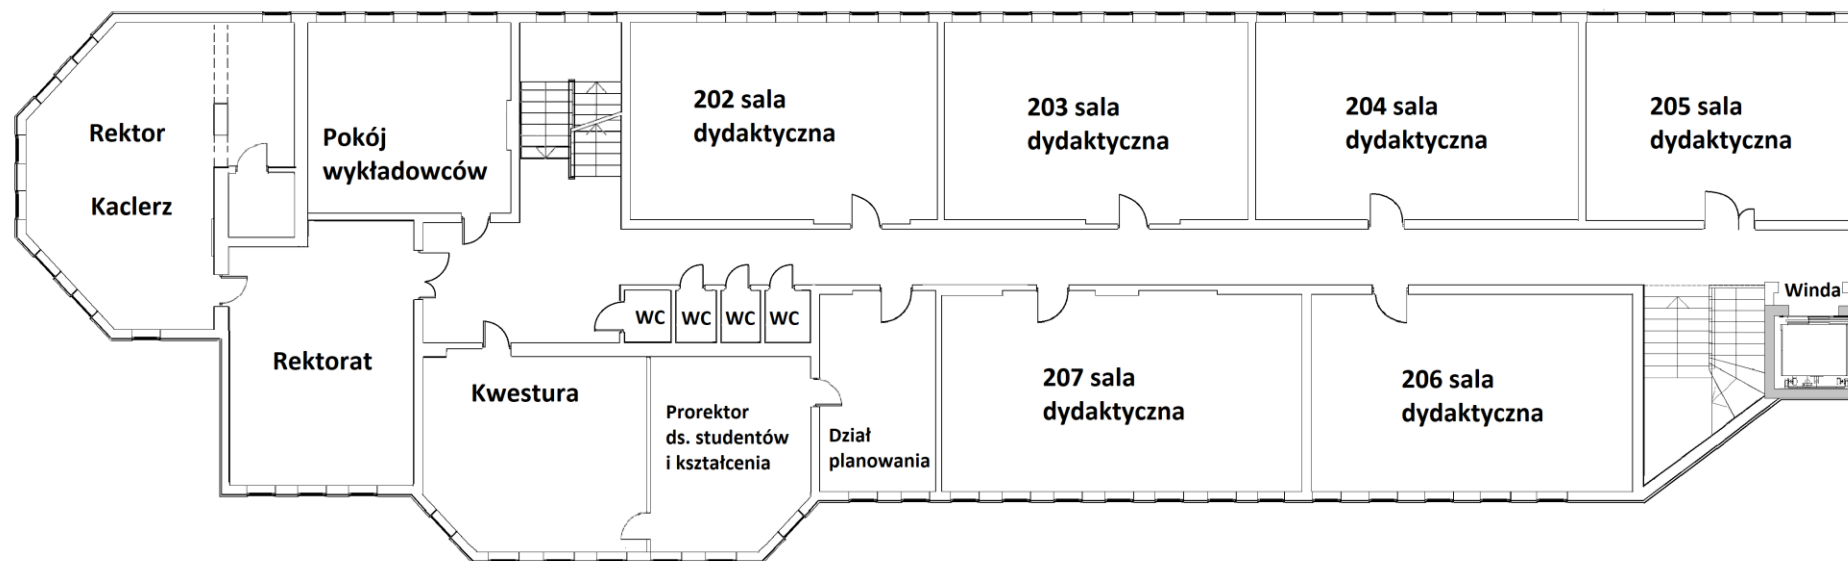 Rektor
Kaclerz
Pokój
wykładowców
202 sala
dydaktyczna
203 sala
dydaktyczna
204 sala
dydaktyczna
205 sala
dydaktyczna
Rektorat
Kwestura
WC
WC
WC
WC
Prorektor
ds. studentów
i kształcenia
Dział
planowania
207 sala
dydaktyczna
206 sala
dydaktyczna
Winda